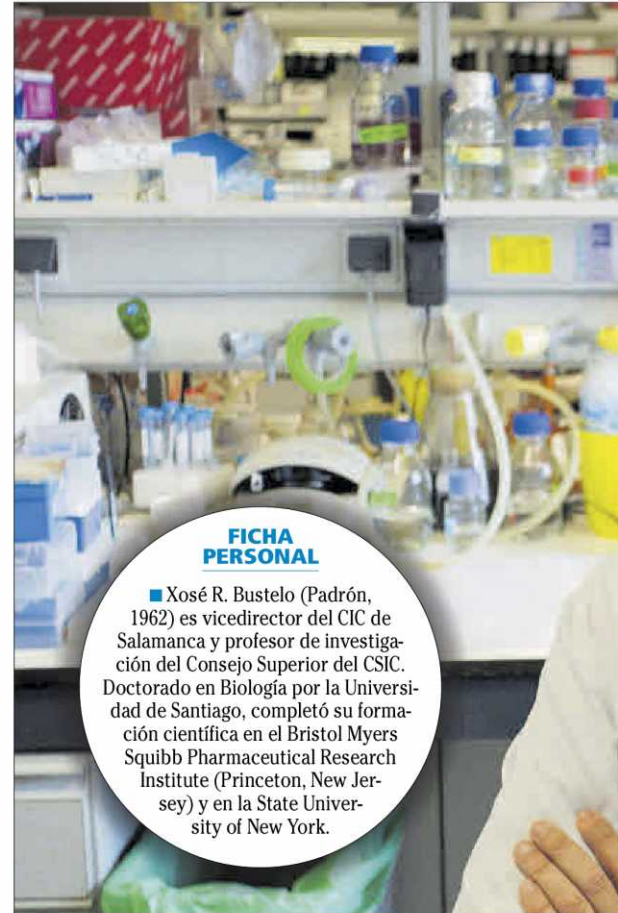 FICHA
PERSONAL
■ Xosé R. Bustelo (Padrón,
1962) es vicedirector del CIC de
Salamanca y profesor de investiga-
ción del Consejo Superior del CSIC.
Doctorado en Biología por la Universi-
dad de Santiago, completó su forma-
ción científica en el Bristol Myers
Squibb Pharmaceutical Research
Institute (Princeton, New Jer-
sey) y en la State Univer-
sity of New York.